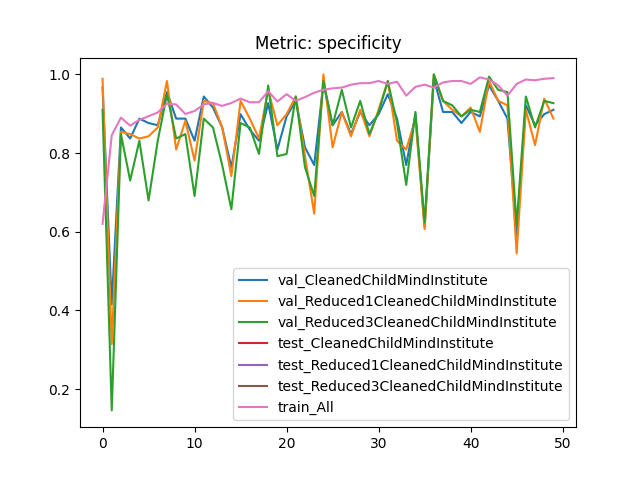 Metric: specificity
1.0
0.8
0.6
0.4
0.2
0 10 20 30 40 50
val_CleanedChildMindInstitute
val_Reduced1CleanedChildMindInstitute
val_Reduced3CleanedChildMindInstitute
test_CleanedChildMindInstitute
test_Reduced1CleanedChildMindInstitute
test_Reduced3CleanedChildMindInstitute
train_All